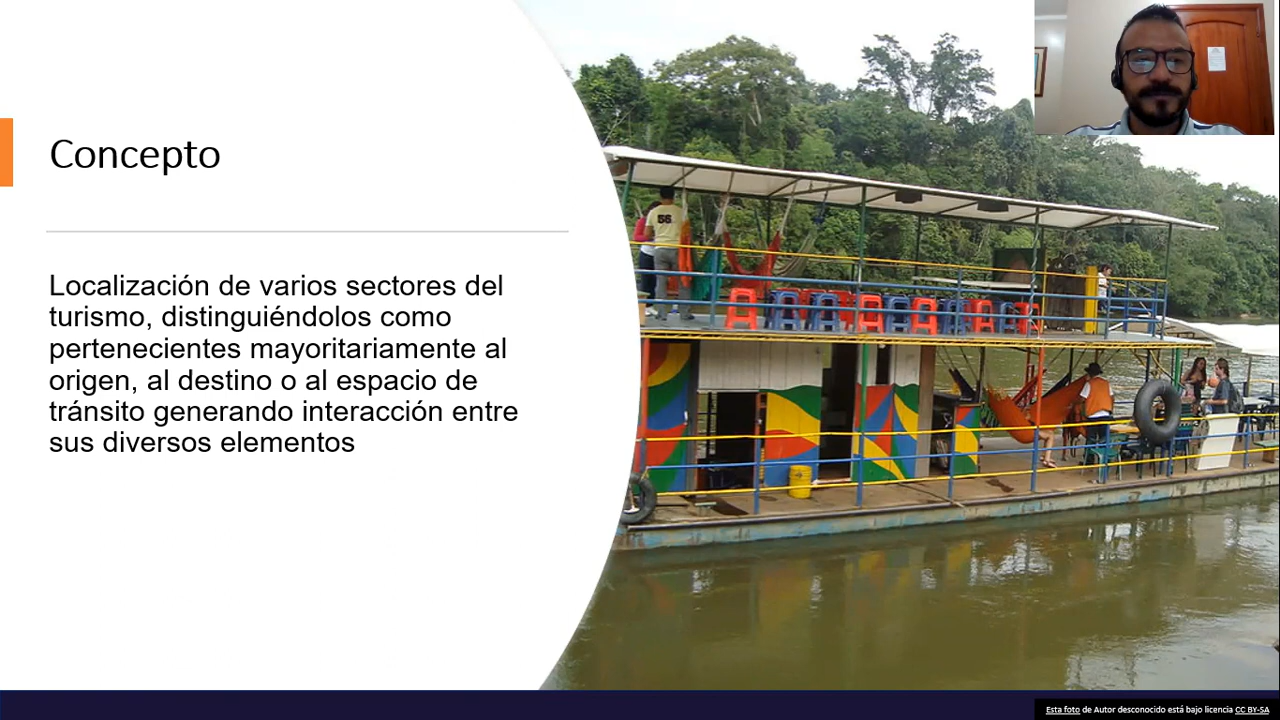 Concepto
Localización de varios sectores del
turismo, distinguiéndolos como
pertenecientes mayoritariamente al
origen, al destino o al espacio de
tránsito generando interacción entre
sus diversos elementos
56
Esta foto de Autor desconocido está bajo licencia CC BY-SA